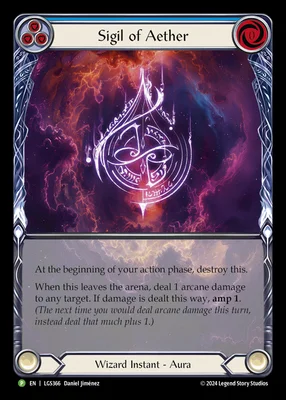 Sigil of Aether
At the beginning of your action phase, destroy this.
When this leaves the arena, deal 1 arcane damage
to any target. If damage is dealt this way, amp 1.
(The next time you would deal arcane damage this turn,
instead deal that much plus 1.)
Wizard Instant - Aura
P EN | LGS366 Daniel Jiménez
© 2024 Legend Story Studios